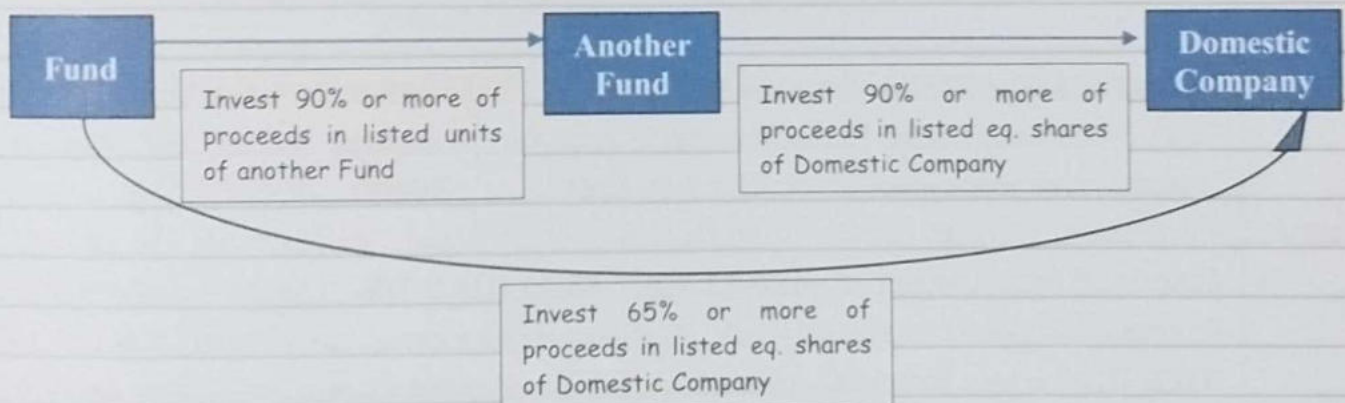 Fund
Another
Fund
Domestic
Company
Invest 90% or more of
proceeds in listed units
of another Fund
Invest 90% or more of
proceeds in listed eq. shares
of Domestic Company
Invest 65% or more of
proceeds in listed eq. shares
of Domestic Company